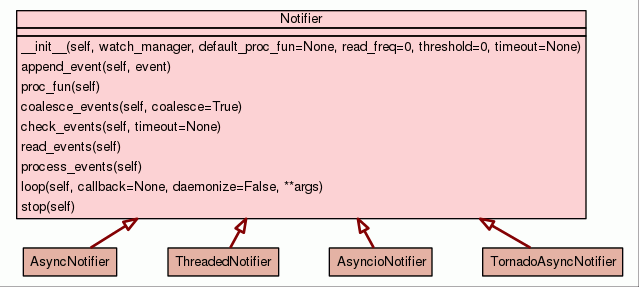 Notifier
__init__(self, watch_manager, default_proc_fun=None, read_freq=0, threshold=0, timeout=None)
append_event(self, event)
proc_fun(self)
coalesce_events(self, coalesce=True)
check_events(self, timeout=None)
read_events(self)
process_events(self)
loop(self, callback=None, daemonize=False, **args)
stop(self)
AsyncNotifier
ThreadedNotifier
AsyncioNotifier
TornadoAsyncNotifier